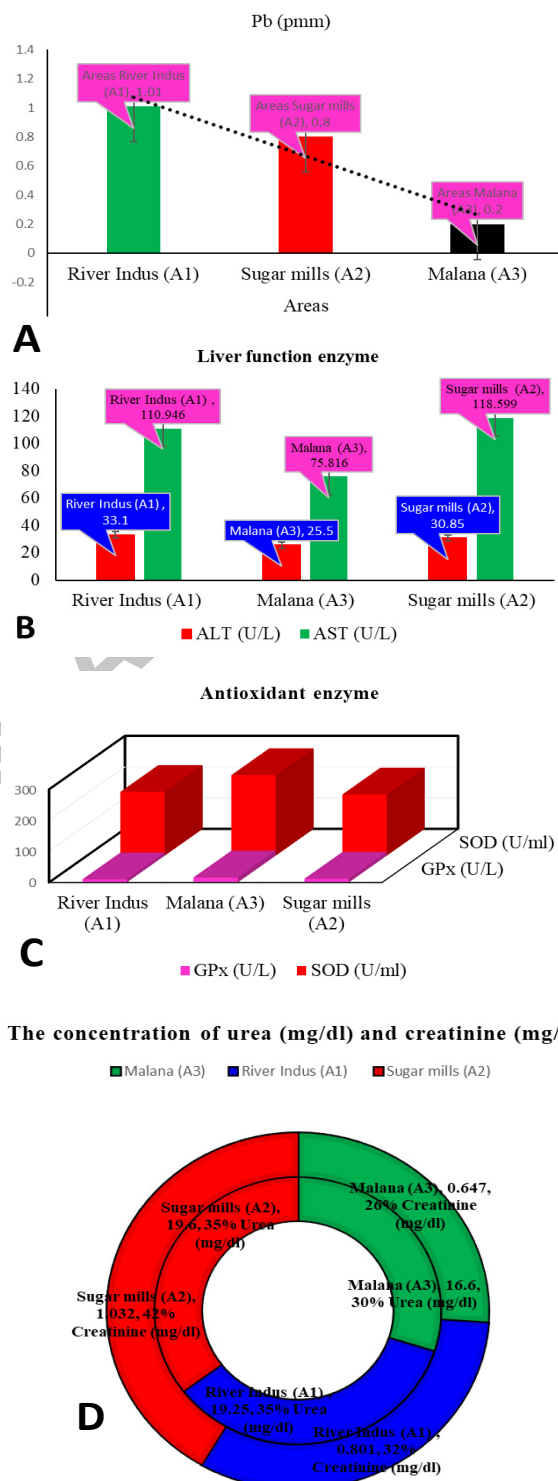 Pb (pmm)
1.4
1.2
1
0.8
0.6
0.4
0.2
0
-0.2
Areas River Indus
(A1), 1.01
Areas Sugar mills
(A2), 0.8
Areas Malana
(A3), 0.2
River Indus (A1)
Sugar mills (A2)
Malana (A3)
Areas
A
Liver function enzyme
140
120
100
80
60
40
20
0
River Indus (A1) ,
110.946
River Indus (A1) ,
33.1
Malana (A3),
75.816
Malana (A3), 25.5
Sugar mills (A2),
118.599
Sugar mills (A2),
30.85
River Indus (A1)
Malana (A3)
Sugar mills (A2)
B
ALT (U/L)
AST (U/L)
Antioxidant enzyme
300
200
100
0
SOD (U/ml)
GPx (U/L)
River Indus
(A1)
Malana (A3)
Sugar mills
(A2)
C
GPx (U/L)
SOD (U/ml)
The concentration of urea (mg/dl) and creatinine (mg/
Malana (A3)
River Indus (A1)
Sugar mills (A2)
Malana (A3), 0.647,
26% Creatinine
(mg/dl)
Sugar mills (A2),
19.6, 35% Urea
(mg/dl)
Malana (A3), 16.6,
30% Urea (mg/dl)
Sugar mills (A2),
1.032, 42%
Creatinine (mg/dl)
River Indus (A1) ,
19.25, 35% Urea
(mg/dl)
River Indus (A1) ,
0.801, 32%
Creatinine (mg/dl)
D